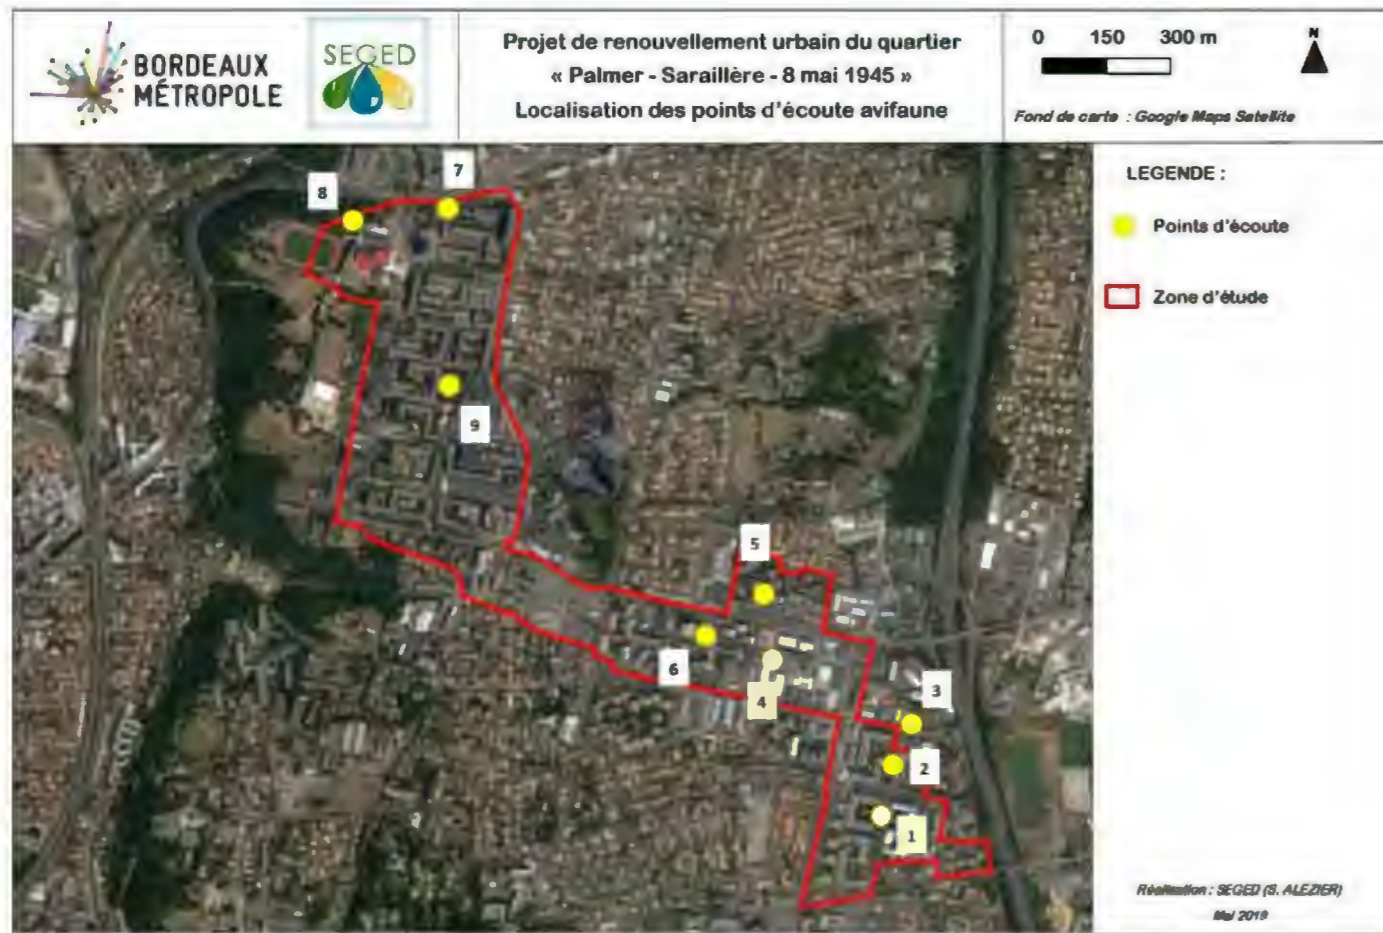 BORDEAUX
MÉTROPOLE
SEGED
Projet de renouvellement urbain du quartier
« Palmer - Saraillère - 8 mai 1945 »
Localisation des points d'écoute avifaune
0 150 300 m
N
Fond de carte : Google Maps Satellite
LEGENDE :
Points d'écoute
Zone d'étude
7
8
9
5
6
4
3
2
1
Réalisation : SEGED (S. ALEZIER)
Mai 2019